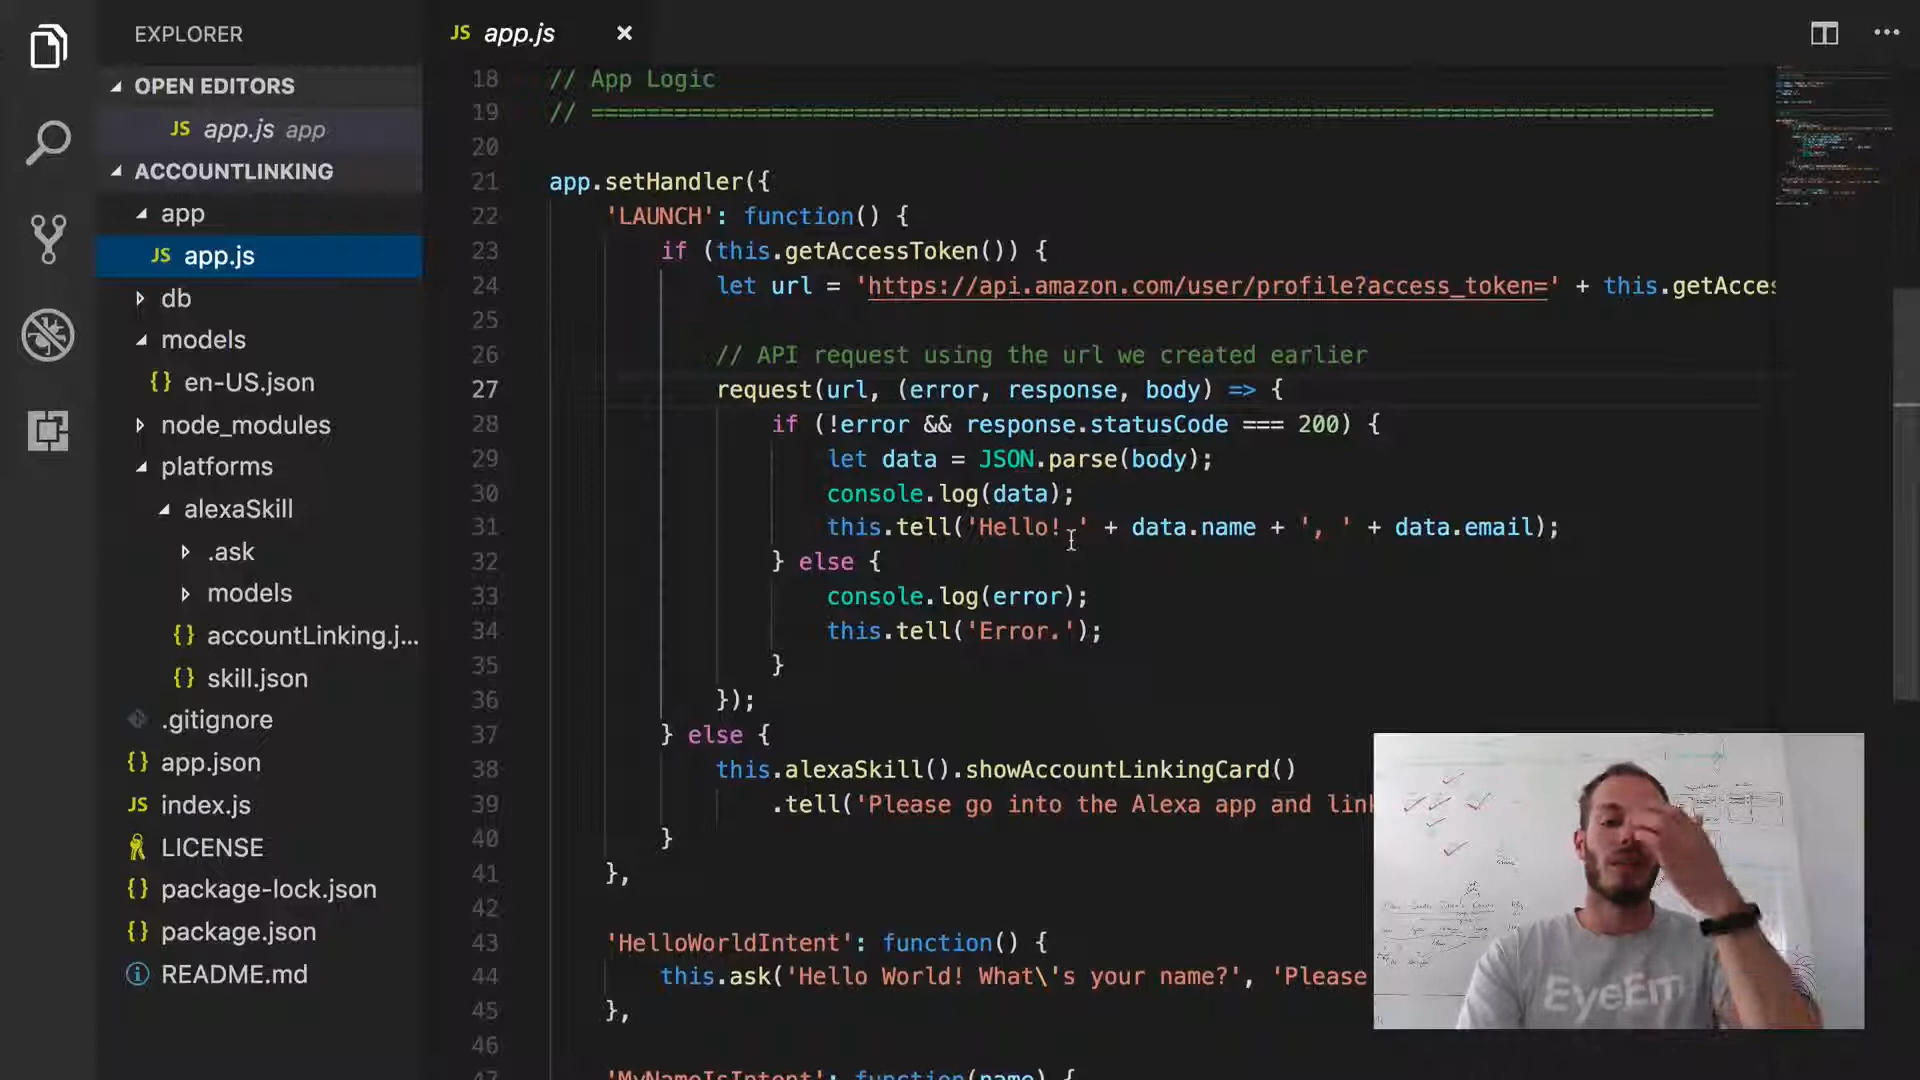 EXPLORER
OPEN EDITORS
JS app.js app
ACCOUNTLINKING
app
JS app.js
db
models
{} en-US.json
node_modules
platforms
alexaSkill
.ask
models
{} accountLinking.j...
{} skill.json
.gitignore
{} app.json
JS index.js
LICENSE
{} package-lock.json
{} package.json
README.md
JS app.js
18 // App Logic
19 // ==================================================================================
20
21 app.setHandler({
22 'LAUNCH': function() {
23 if (this.getAccessToken()) {
24 let url = 'https://api.amazon.com/user/profile?access_token=' + this.getAcces
25
26 // API request using the url we created earlier
27 request(url, (error, response, body) => {
28 if (!error && response.statusCode === 200) {
29 let data = JSON.parse(body);
30 console.log(data);
31 this.tell('Hello! ' + data.name + ', ' + data.email);
32 } else {
33 console.log(error);
34 this.tell('Error.');
35 }
36 });
37 } else {
38 this.alexaSkill().showAccountLinkingCard()
39 .tell('Please go into the Alexa app and lin
40 }
41 },
42
43 'HelloWorldIntent': function() {
44 this.ask('Hello World! What\'s your name?', 'Please
45 },
46
47 'MyNameIsIntent': function(name) {
EyeEm